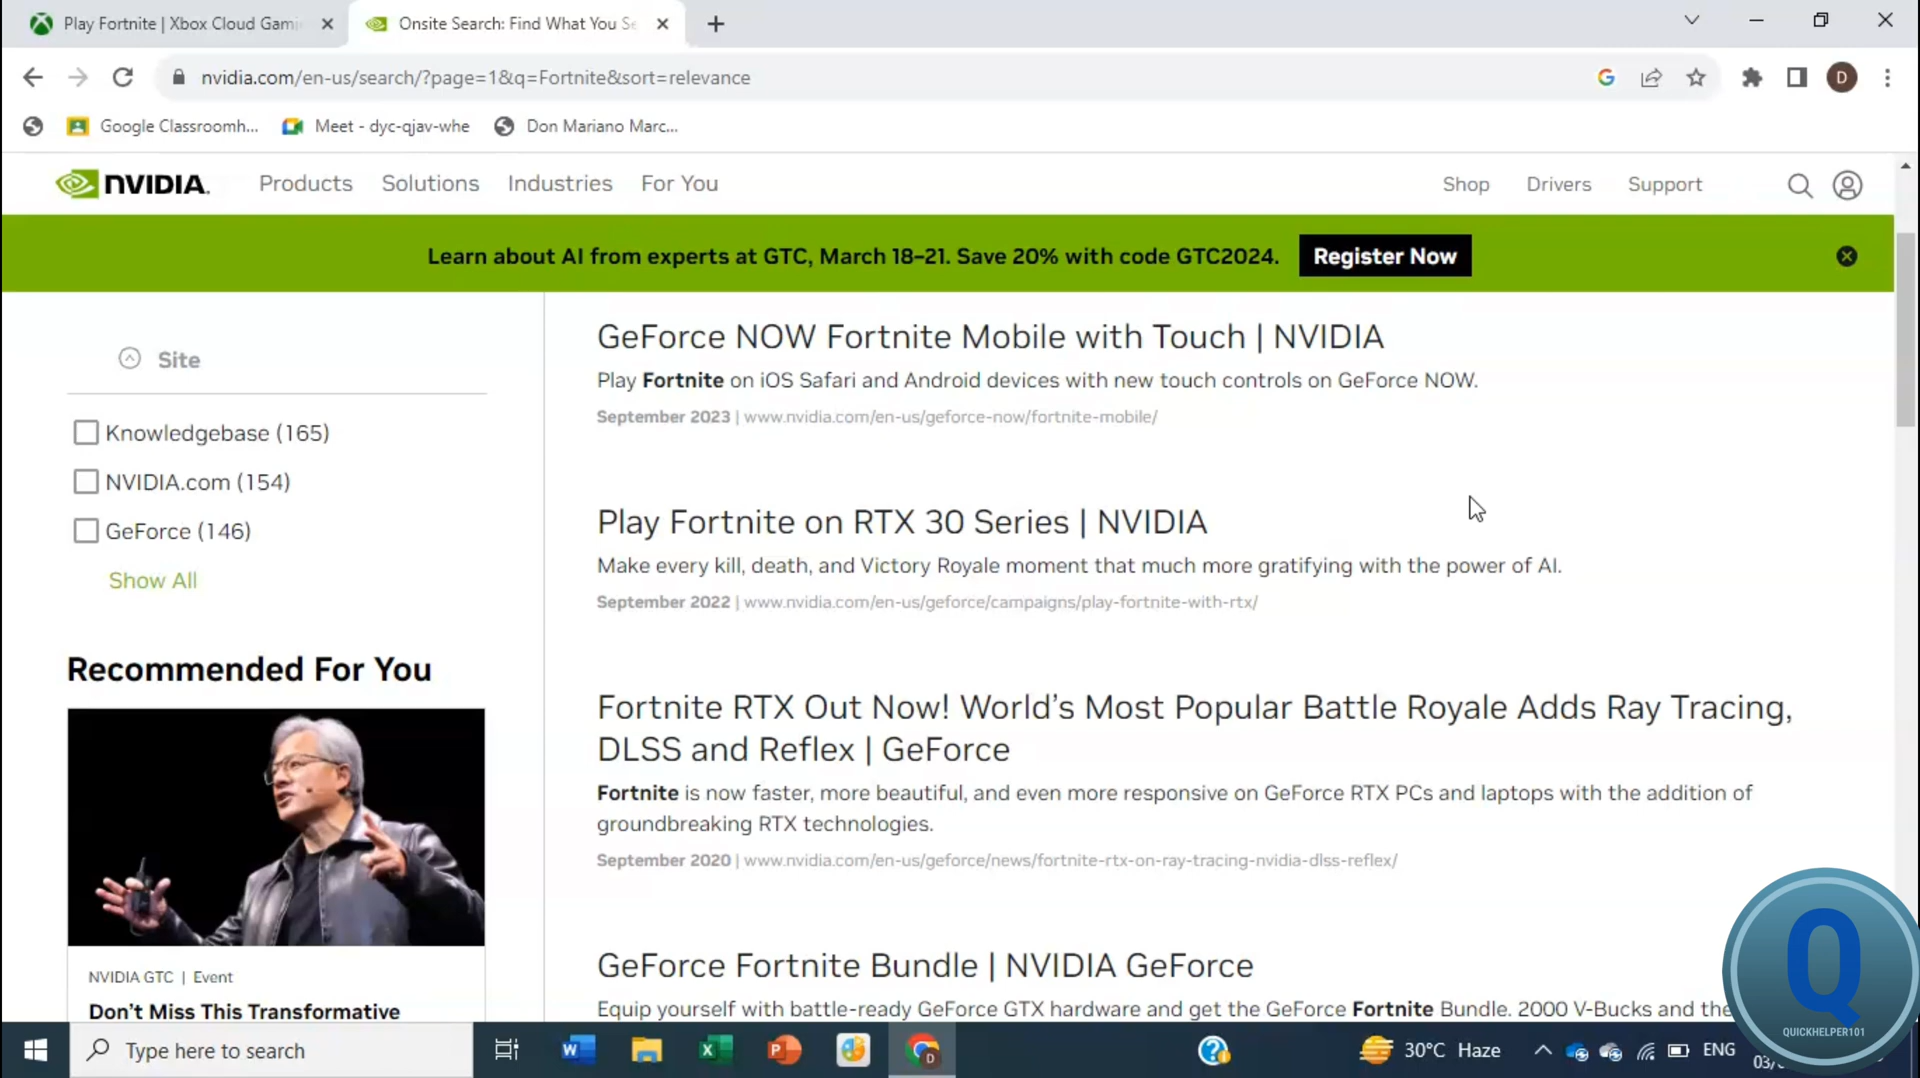 Play Fortnite | Xbox Cloud Gami
Onsite Search: Find What You Se
nvidia.com/en-us/search/?page=1&q=Fortnite&sort=relevance
D
Google Classroomh...
Meet - dyc-qjav-whe
Don Mariano Marc...
NVIDIA.
Products
Solutions
Industries
For You
Shop
Drivers
Support
Learn about AI from experts at GTC, March 18–21. Save 20% with code GTC2024.
Register Now
Site
Knowledgebase (165)
NVIDIA.com (154)
GeForce (146)
Show All
Recommended For You
NVIDIA GTC | Event
Don’t Miss This Transformative
GeForce NOW Fortnite Mobile with Touch | NVIDIA
Play Fortnite on iOS Safari and Android devices with new touch controls on GeForce NOW.
September 2023 | www.nvidia.com/en-us/geforce-now/fortnite-mobile/
Play Fortnite on RTX 30 Series | NVIDIA
Make every kill, death, and Victory Royale moment that much more gratifying with the power of AI.
September 2022 | www.nvidia.com/en-us/geforce/campaigns/play-fortnite-with-rtx/
Fortnite RTX Out Now! World’s Most Popular Battle Royale Adds Ray Tracing,
DLSS and Reflex | GeForce
Fortnite is now faster, more beautiful, and even more responsive on GeForce RTX PCs and laptops with the addition of
groundbreaking RTX technologies.
September 2020 | www.nvidia.com/en-us/geforce/news/fortnite-rtx-on-ray-tracing-nvidia-dlss-reflex/
GeForce Fortnite Bundle | NVIDIA GeForce
Equip yourself with battle-ready GeForce GTX hardware and get the GeForce Fortnite Bundle. 2000 V-Bucks and the
Q
QUICKHELPER101
Type here to search
30°C Haze
ENG
03/